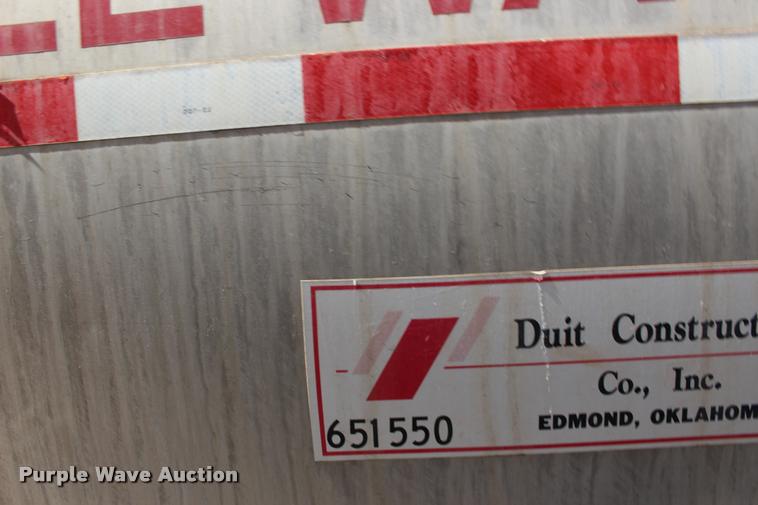 Duit Construct
Co., Inc.
EDMOND, OKLAHOM
651550
Purple Wave Auction